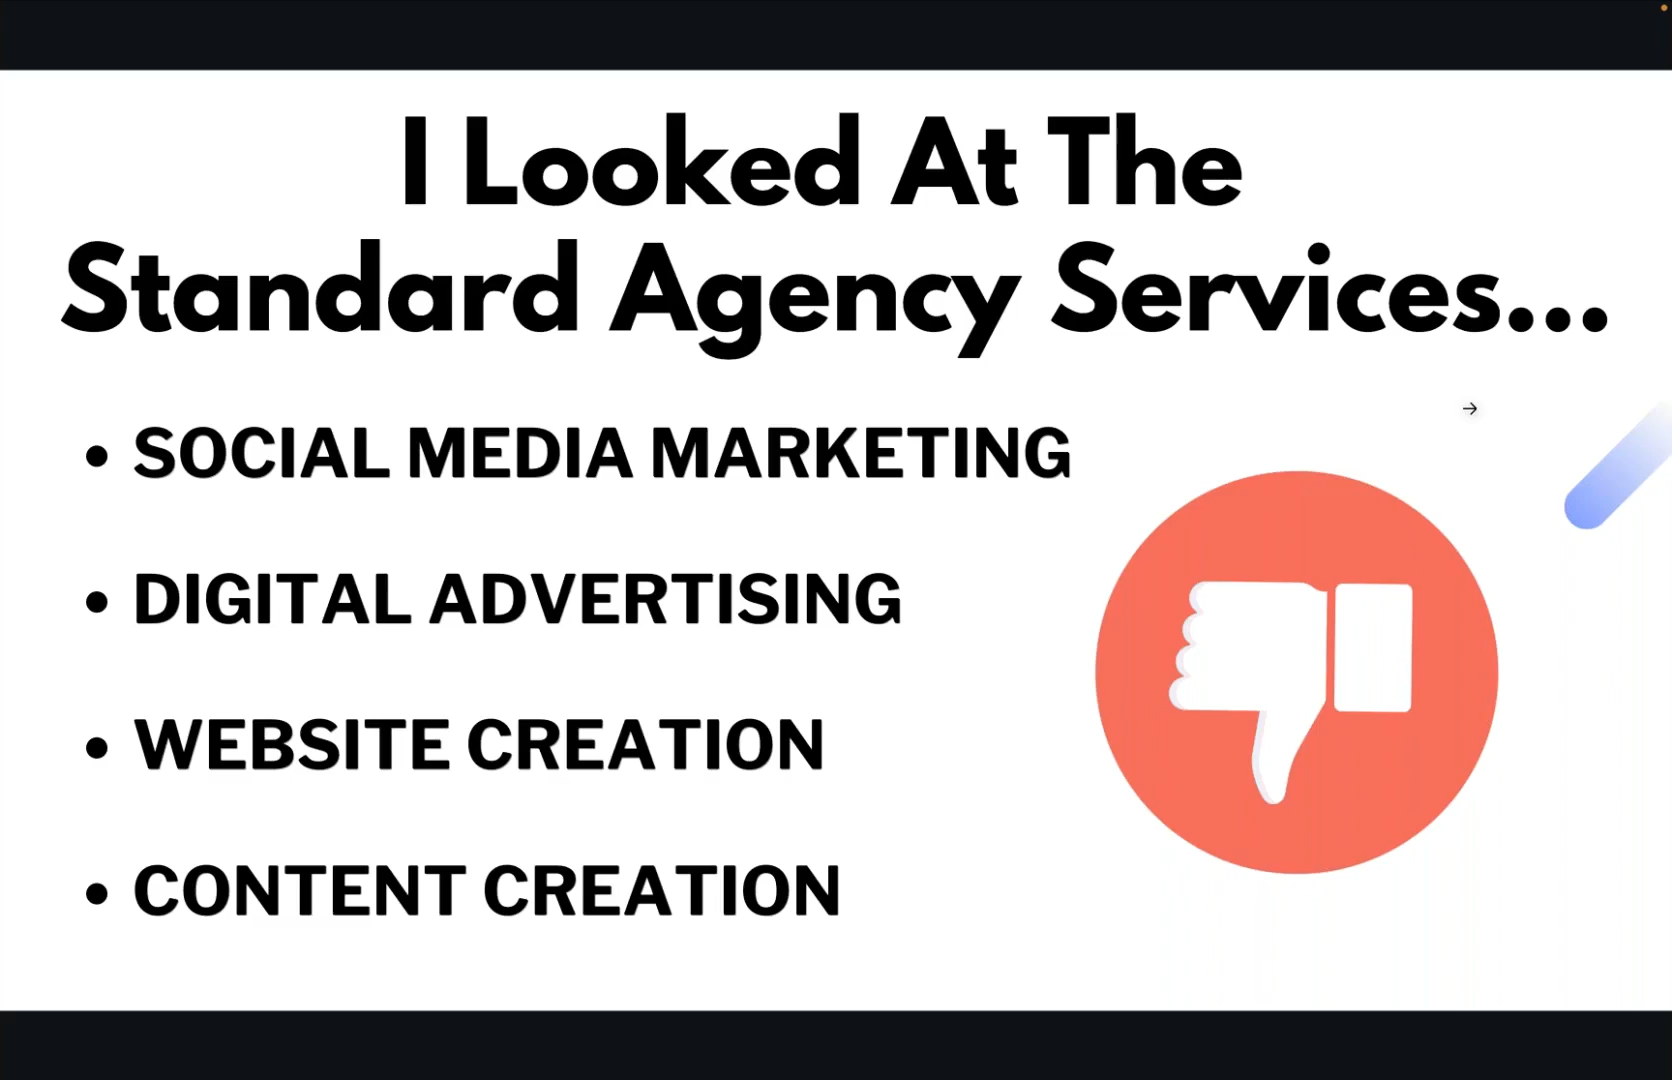 I Looked At The
Standard Agency Services...
• SOCIAL MEDIA MARKETING
• DIGITAL ADVERTISING
• WEBSITE CREATION
• CONTENT CREATION